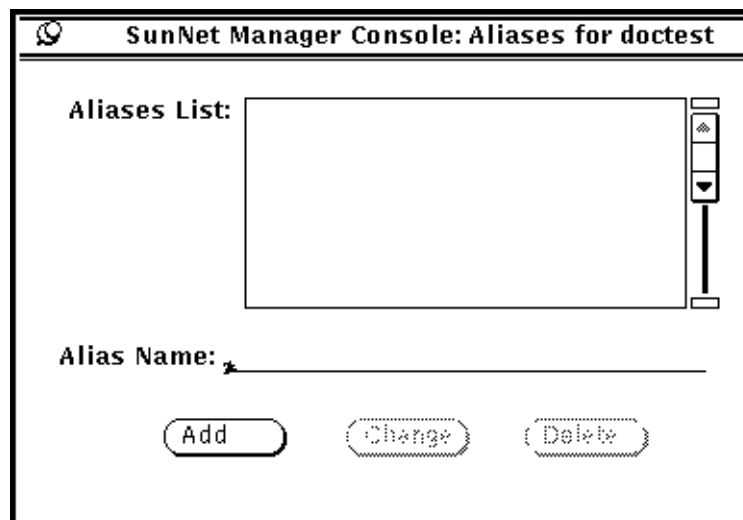 SunNet Manager Console: Aliases for doctest
Aliases List:
Alias Name:
Add Change Delete